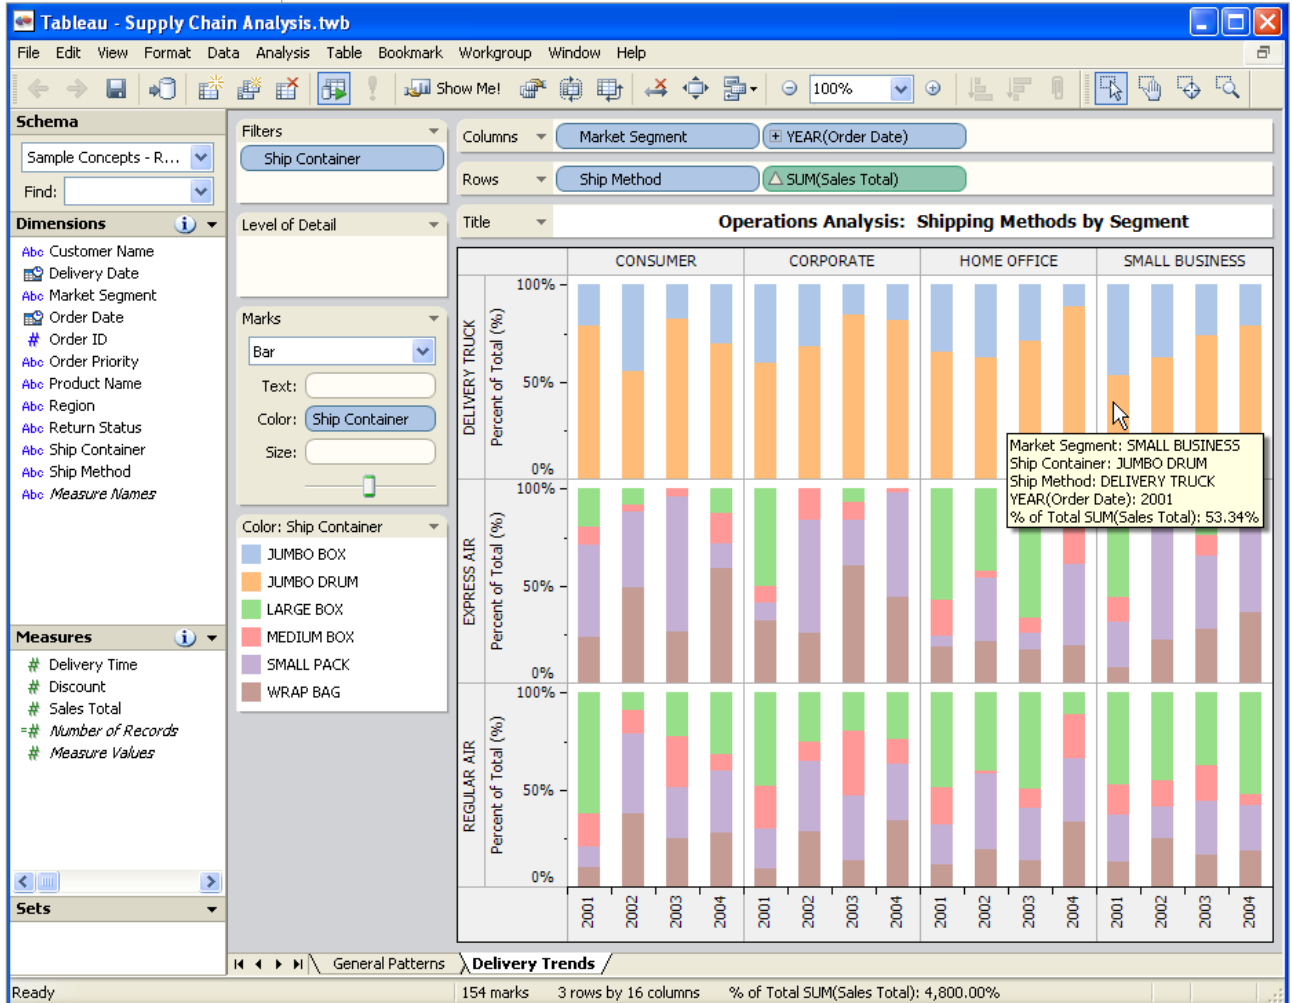 Tableau - Supply Chain Analysis.twb
File Edit View Format Data Analysis Table Bookmark Workgroup Window Help
Show Me! 100%
Schema
Sample Concepts - R...
Find:
Dimensions
Abc Customer Name
Delivery Date
Abc Market Segment
Order Date
# Order ID
Abc Order Priority
Abc Product Name
Abc Region
Abc Return Status
Abc Ship Container
Abc Ship Method
Abc Measure Names
Measures
# Delivery Time
# Discount
# Sales Total
=# Number of Records
# Measure Values
Sets
Filters
Ship Container
Level of Detail
Marks
Bar
Text:
Color: Ship Container
Size:
Color: Ship Container
JUMBO BOX
JUMBO DRUM
LARGE BOX
MEDIUM BOX
SMALL PACK
WRAP BAG
Columns Market Segment YEAR(Order Date)
Rows Ship Method SUM(Sales Total)
Title Operations Analysis: Shipping Methods by Segment
CONSUMER CORPORATE HOME OFFICE SMALL BUSINESS
DELIVERY TRUCK
Percent of Total (%)
100%
50%
0%
Market Segment: SMALL BUSINESS
Ship Container: JUMBO DRUM
Ship Method: DELIVERY TRUCK
YEAR(Order Date): 2001
% of Total SUM(Sales Total): 53.34%
EXPRESS AIR
Percent of Total (%)
100%
50%
0%
REGULAR AIR
Percent of Total (%)
100%
50%
0%
2001 2002 2003 2004 2001 2002 2003 2004 2001 2002 2003 2004 2001 2002 2003 2004
General Patterns Delivery Trends
Ready 154 marks 3 rows by 16 columns % of Total SUM(Sales Total): 4,800.00%